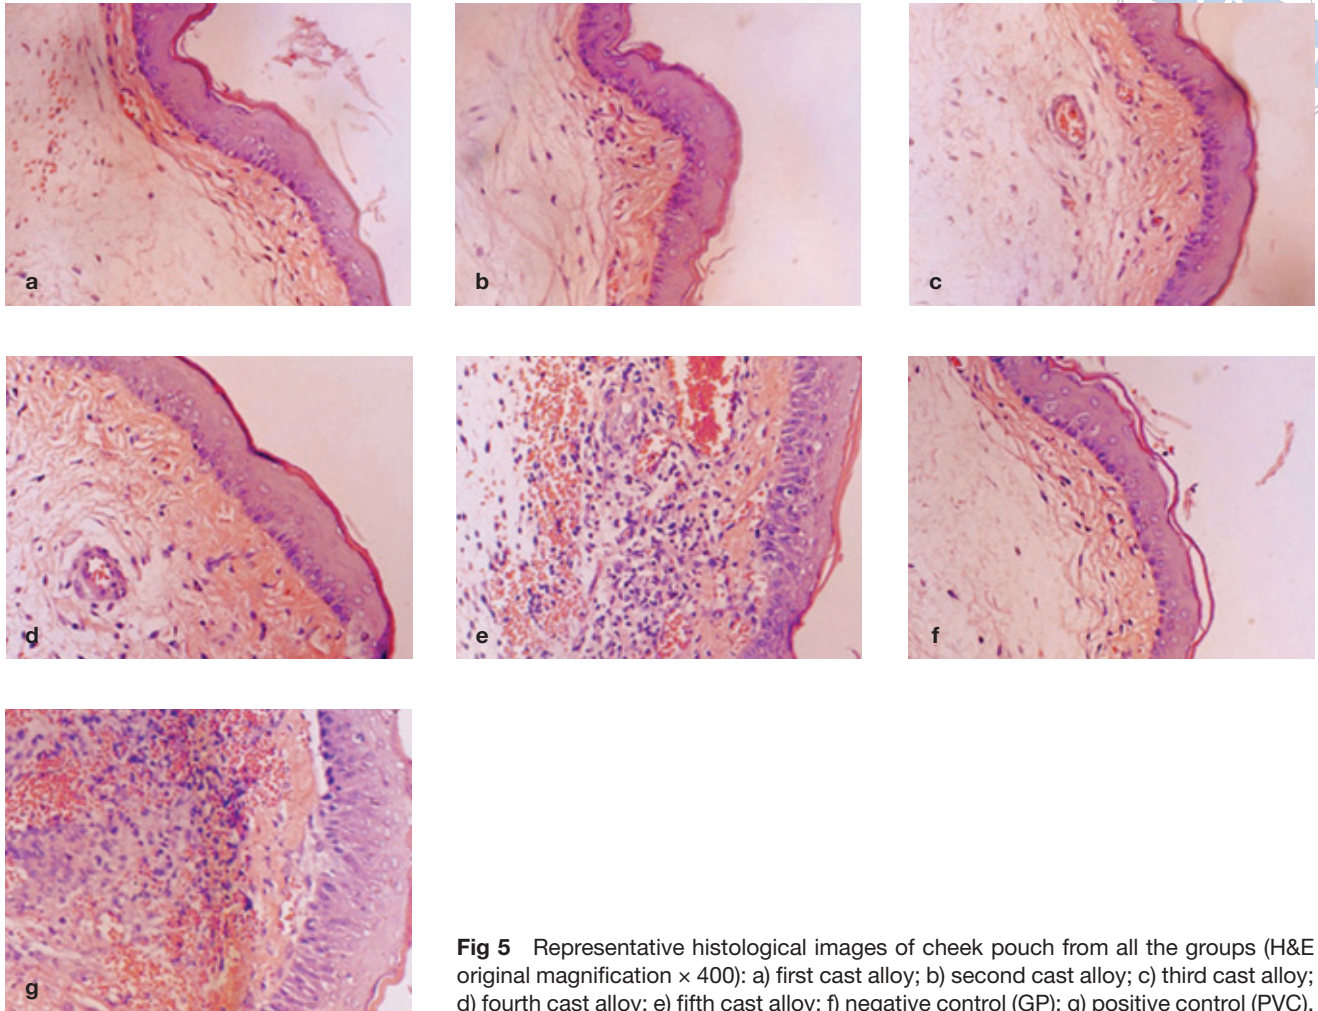 a
b
c
d
e
f
g
Fig 5 Representative histological images of cheek pouch from all the groups (H&E
original magnification × 400): a) first cast alloy; b) second cast alloy; c) third cast alloy;
d) fourth cast alloy; e) fifth cast alloy; f) negative control (GP); g) positive control (PVC).